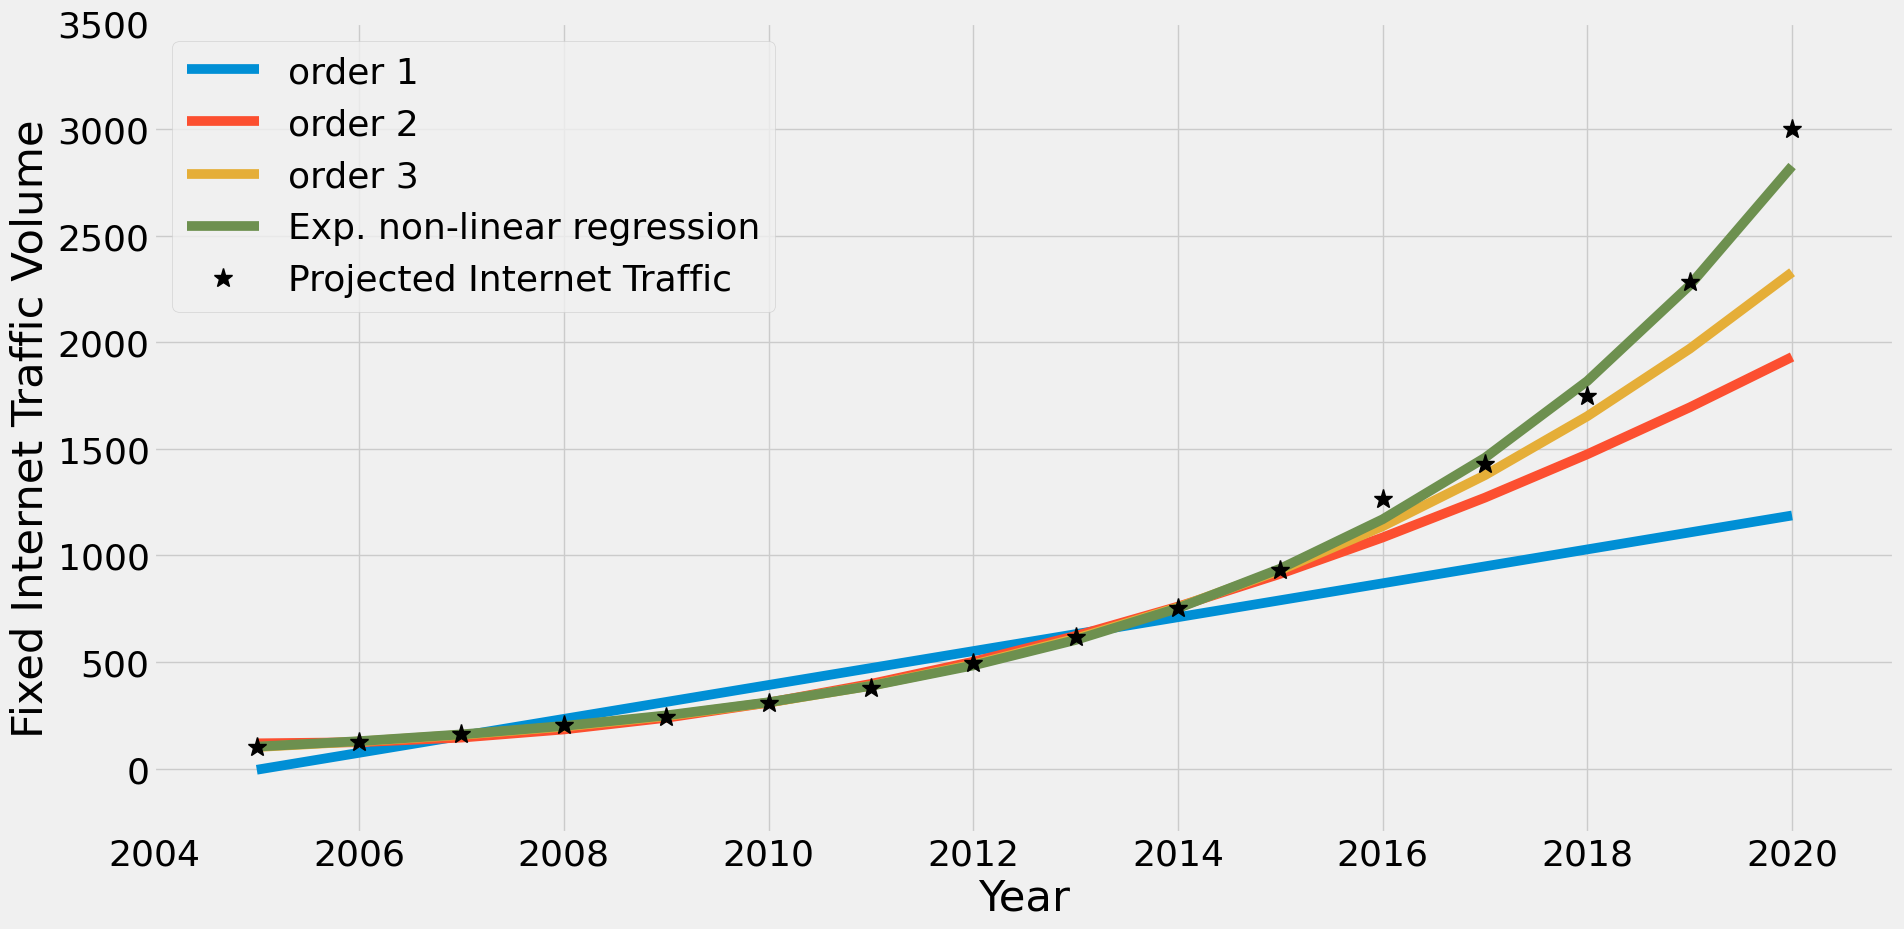 3500
3000
2500
2000
1500
1000
500
0
Fixed Internet Traffic Volume
order 1
order 2
order 3
Exp. non-linear regression
Projected Internet Traffic
2004 2006 2008 2010 2012 2014 2016 2018 2020
Year